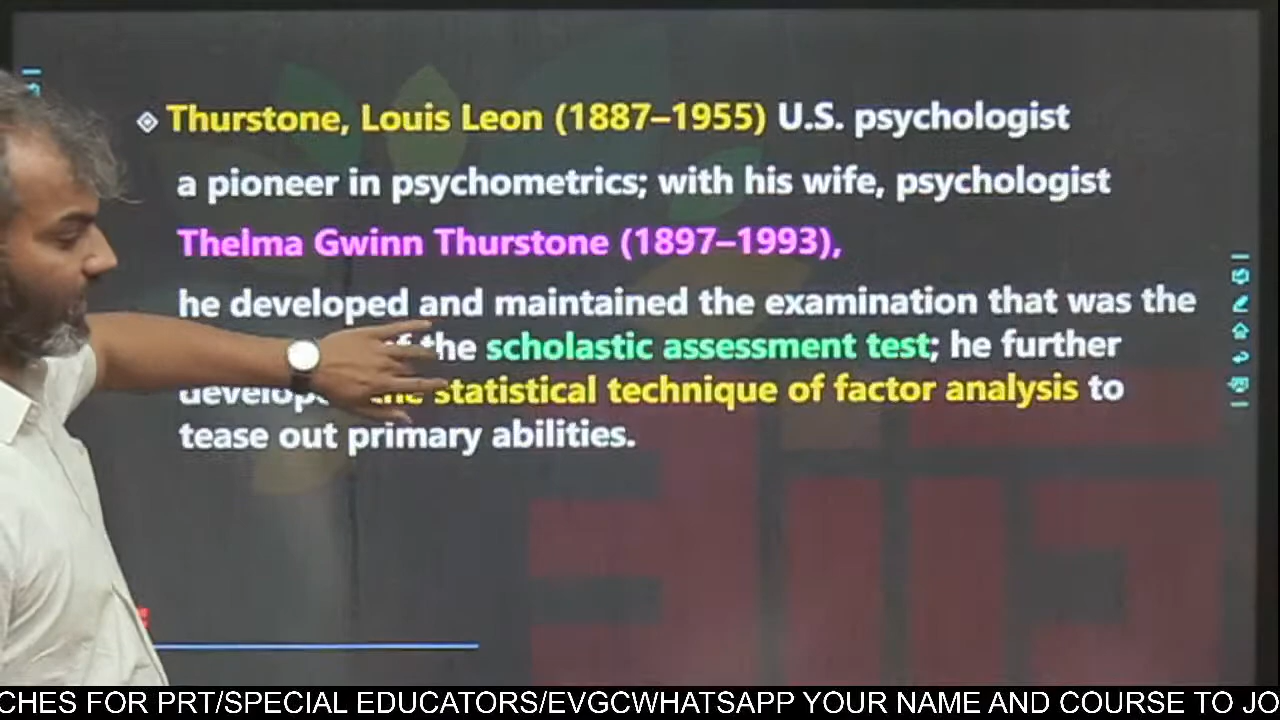 Thurstone, Louis Leon (1887–1955) U.S. psychologist
a pioneer in psychometrics; with his wife, psychologist
Thelma Gwinn Thurstone (1897–1993),
he developed and maintained the examination that was the
of the scholastic assessment test; he further
the statistical technique of factor analysis to
tease out primary abilities.
CHES FOR PRT/SPECIAL EDUCATORS/EVGCWHATSAPP YOUR NAME AND COURSE TO JO